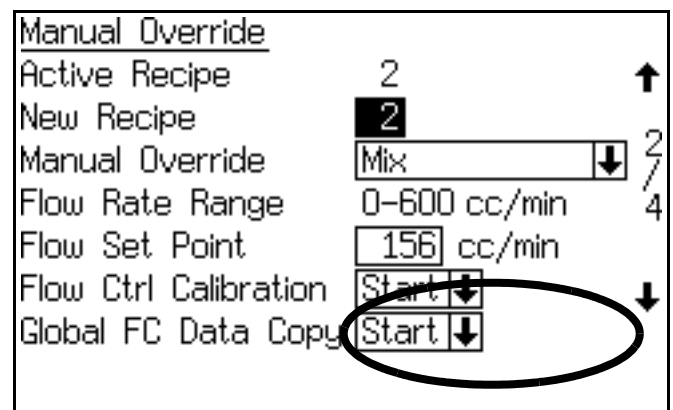 Manual Override
Active Recipe 2
New Recipe 2
Manual Override Mix
Flow Rate Range 0-600 cc/min
Flow Set Point 156 cc/min
Flow Ctrl Calibration Start
Global FC Data Copy Start
2/4